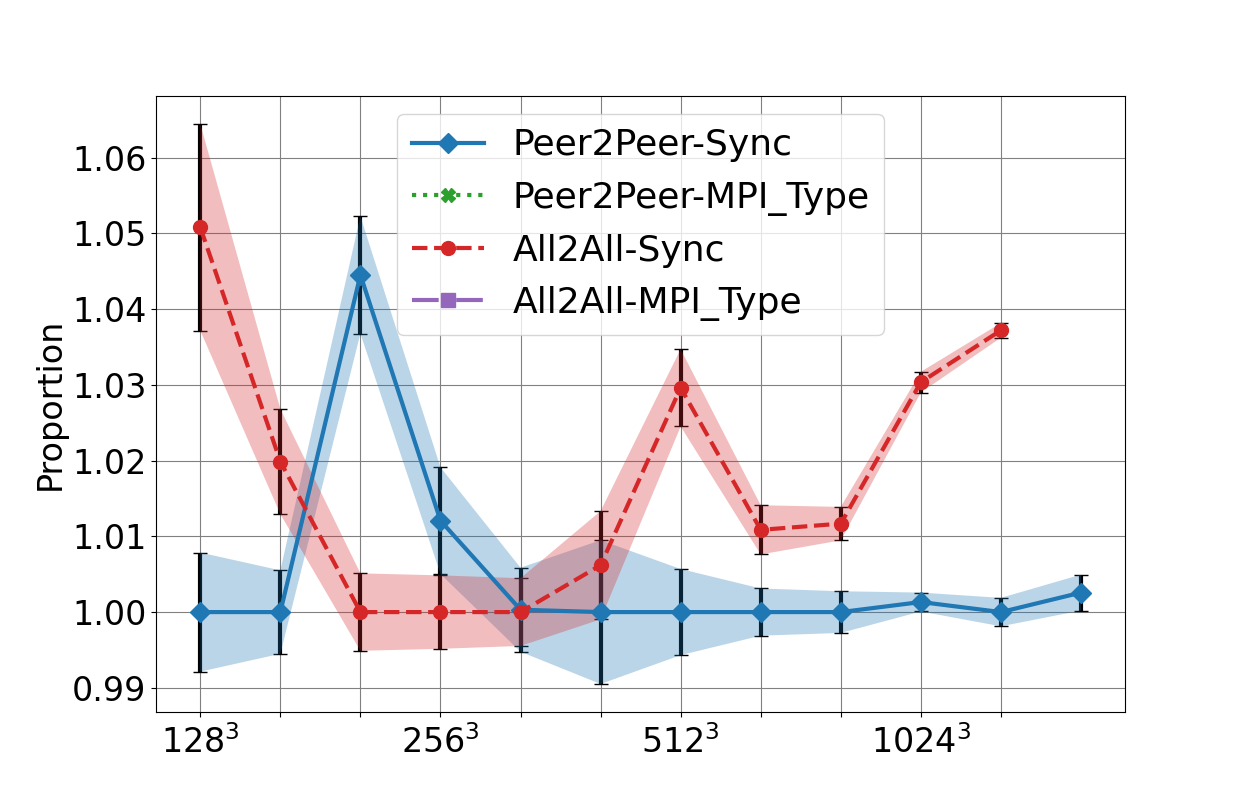 Peer2Peer-Sync
Peer2Peer-MPI_Type
All2All-Sync
All2All-MPI_Type
Proportion
1.06
1.05
1.04
1.03
1.02
1.01
1.00
0.99
128³ 256³ 512³ 1024³